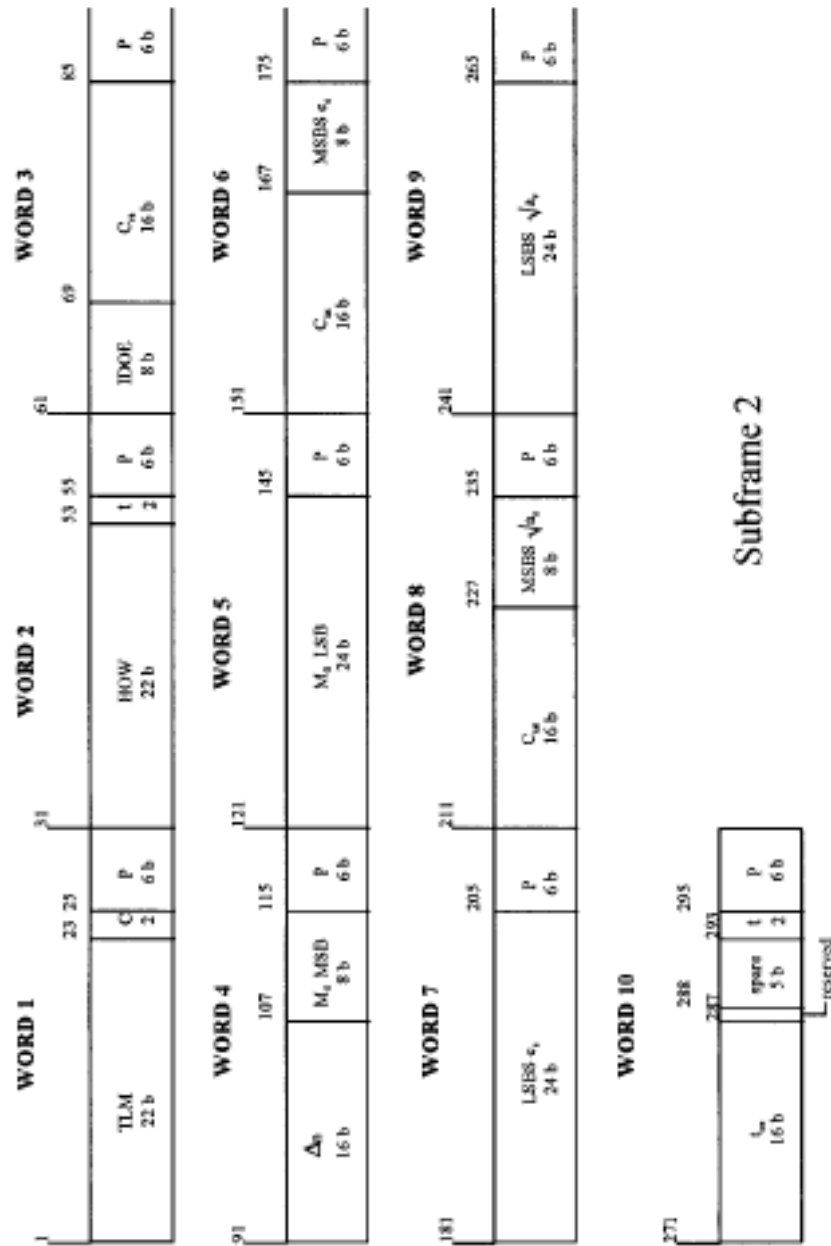 WORD 1 WORD 2 WORD 3
1 23 25 31 53 55 61 69 85
TLM C P HOW t P IDOE P
22 b 2 6 b 22 b 2 6 b 8 b 16 b 6 b
WORD 4 WORD 5 WORD 6
91 107 115 121 145 151 167 175
Δn M₀ MSB P M₀ LSB P MSBS P
16 b 8 b 6 b 24 b 6 b 16 b 8 b 6 b
WORD 7 WORD 8 WORD 9
181 205 211 227 235 241 265
LSBS P MSBS P LSBS P
24 b 6 b 16 b 8 b 6 b 24 b 6 b
WORD 10
271 287 288 293 295
spare t P
16 b 5 b 2 6 b
reserved
Subframe 2